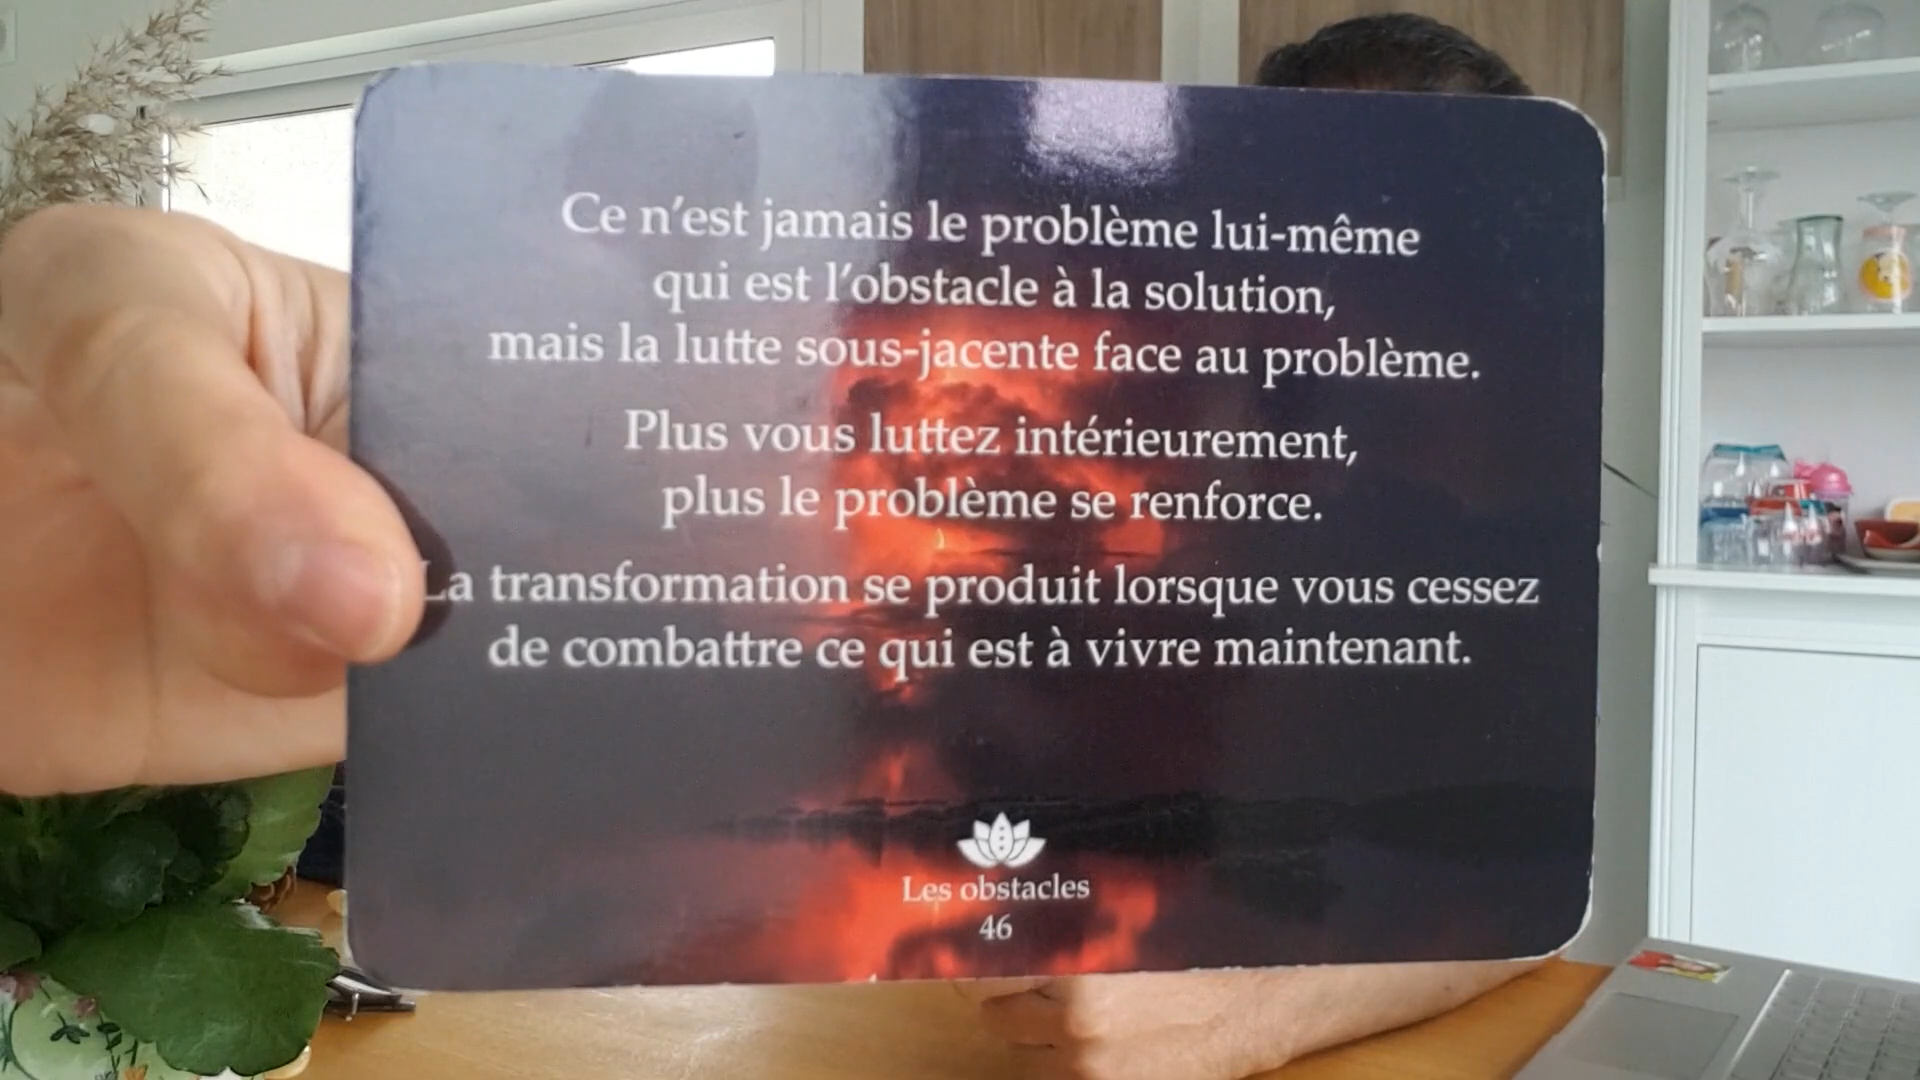 Ce n'est jamais le problème lui-même
qui est l'obstacle à la solution,
mais la lutte sous-jacente face au problème.
Plus vous luttez intérieurement,
plus le problème se renforce.
La transformation se produit lorsque vous cessez
de combattre ce qui est à vivre maintenant.
Les obstacles
46